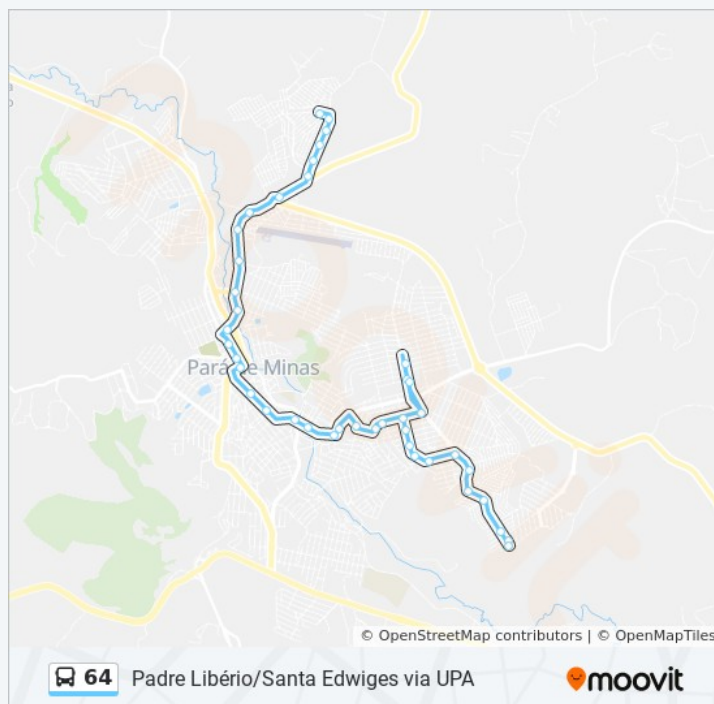 Pará de Minas
© OpenStreetMap contributors | © OpenMapTiles
64 Padre Libério/Santa Edwiges via UPA moovit